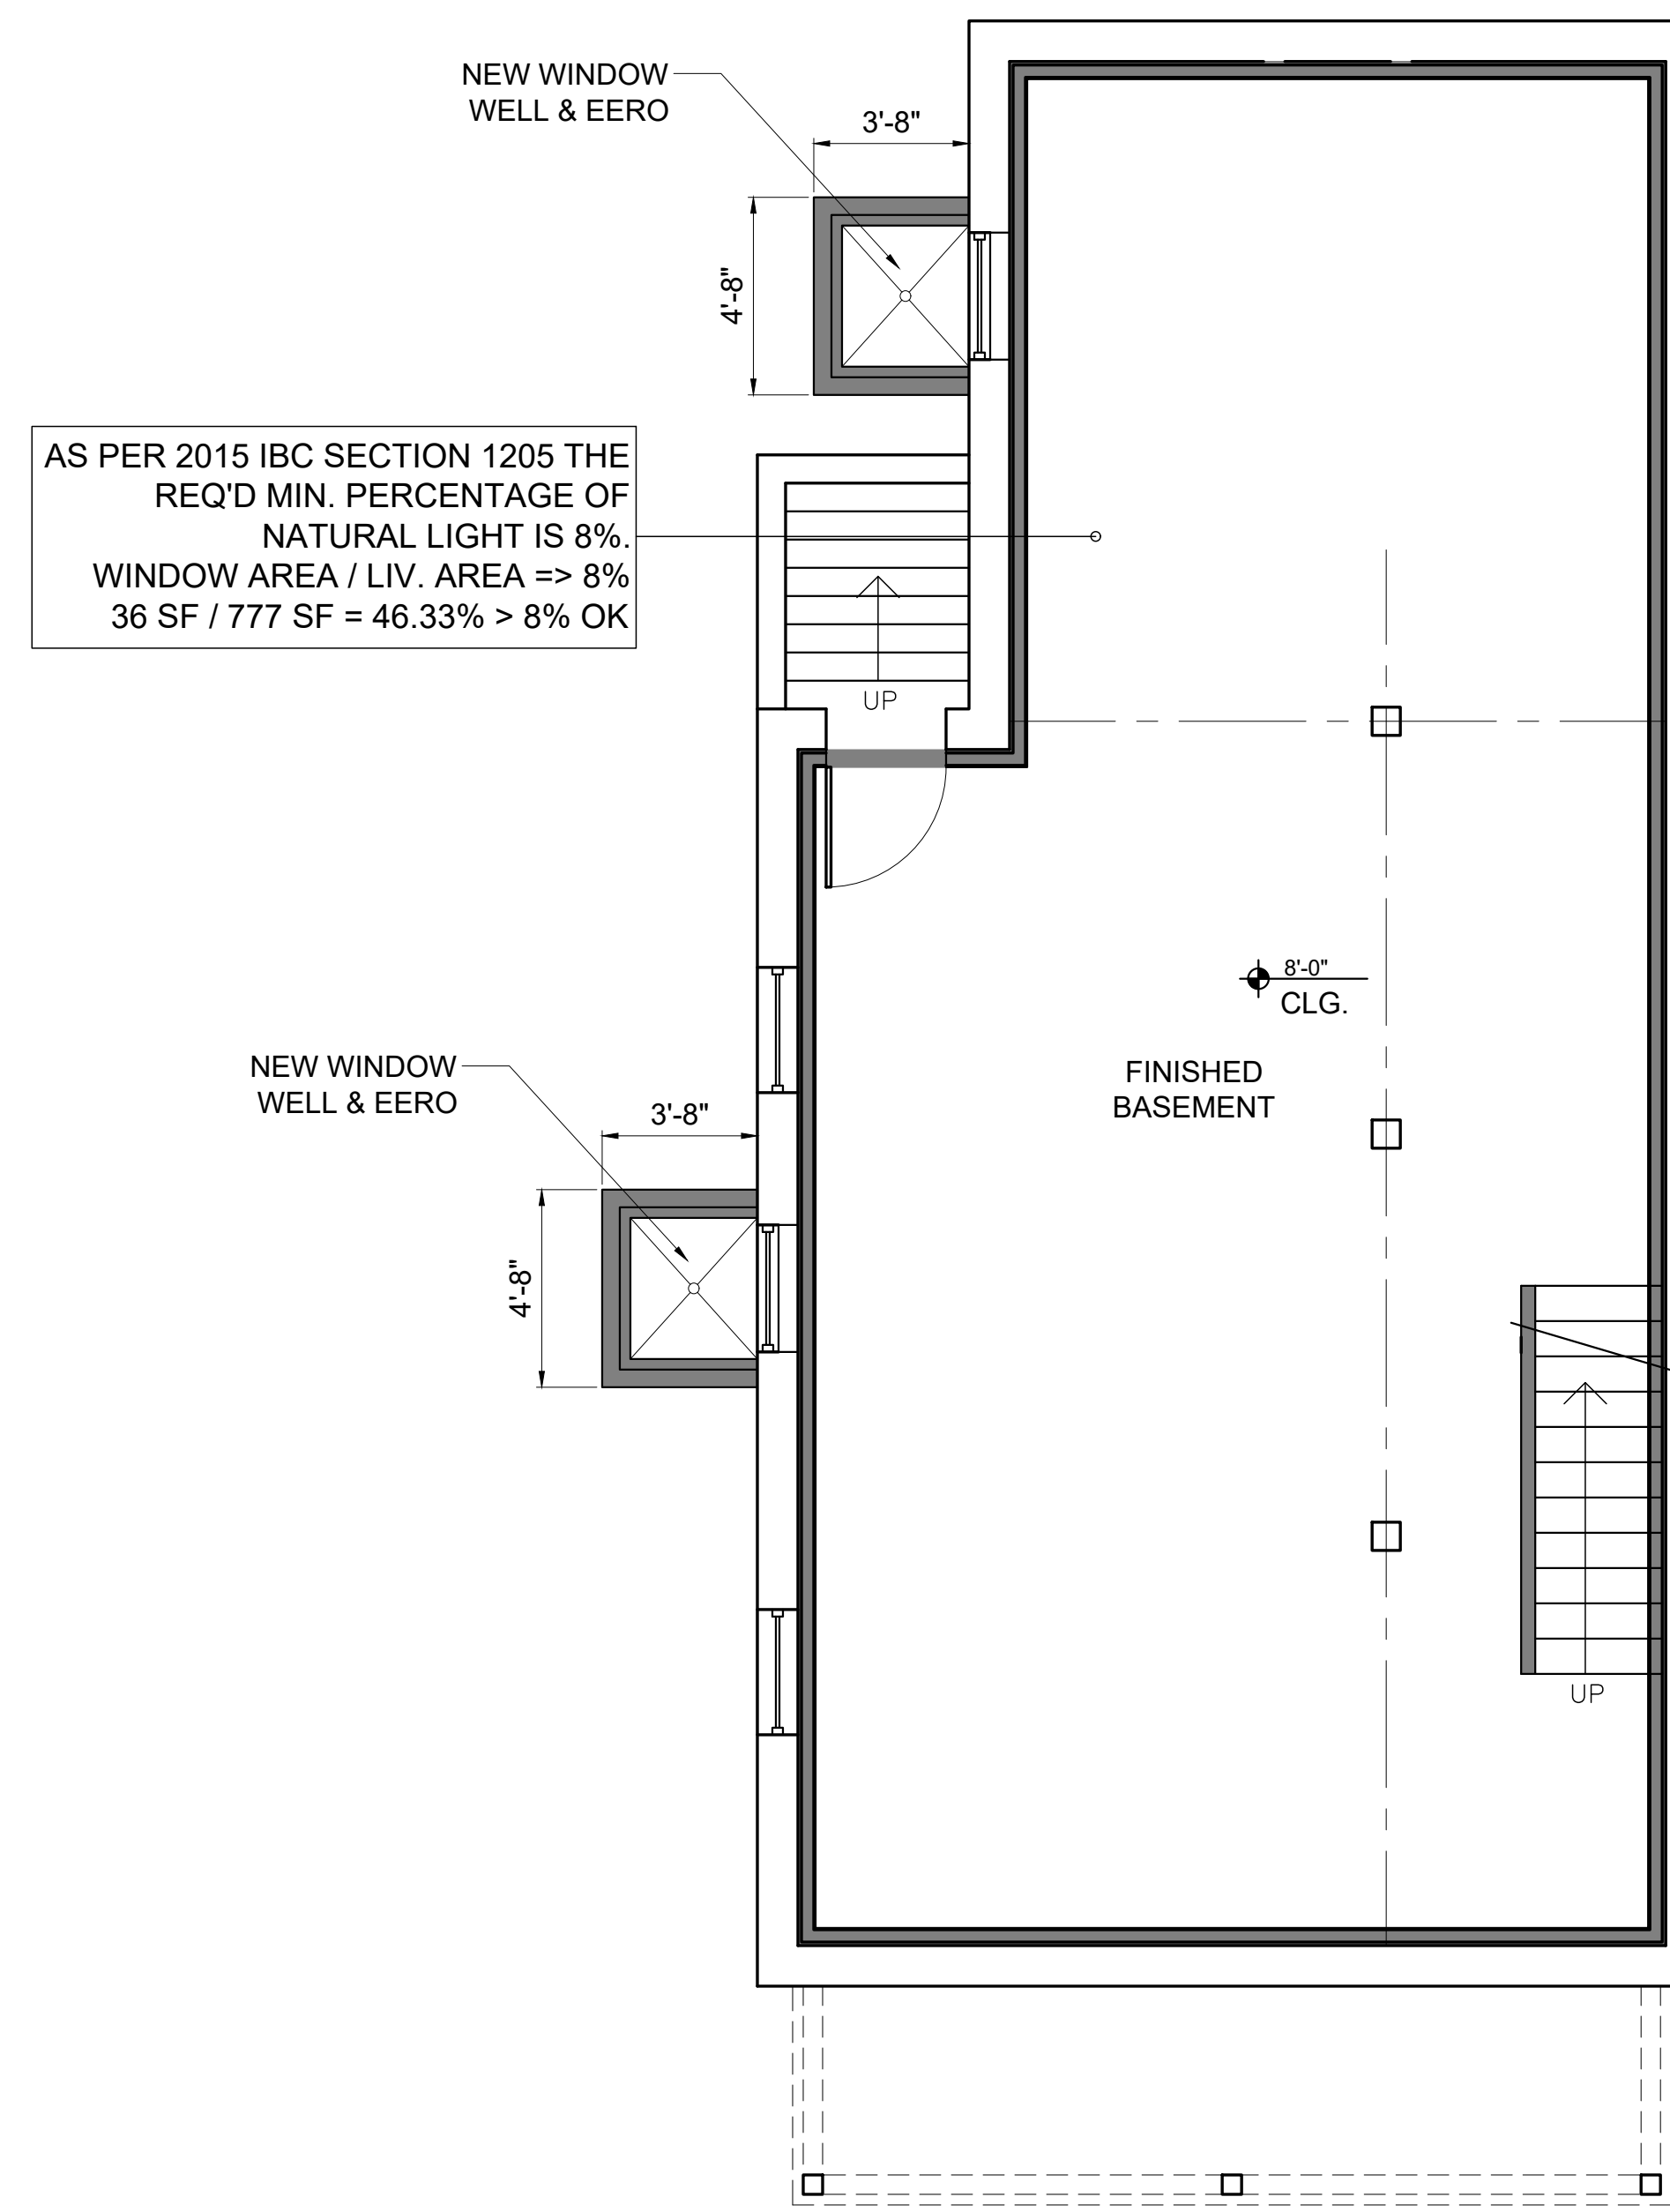 NEW WINDOW
WELL & EERO
3'-8"
4'-8"
AS PER 2015 IBC SECTION 1205 THE
REQ'D MIN. PERCENTAGE OF
NATURAL LIGHT IS 8%.
WINDOW AREA / LIV. AREA => 8%
36 SF / 777 SF = 46.33% > 8% OK
UP
8'-0"
CLG.
FINISHED
BASEMENT
NEW WINDOW
WELL & EERO
3'-8"
4'-8"
UP